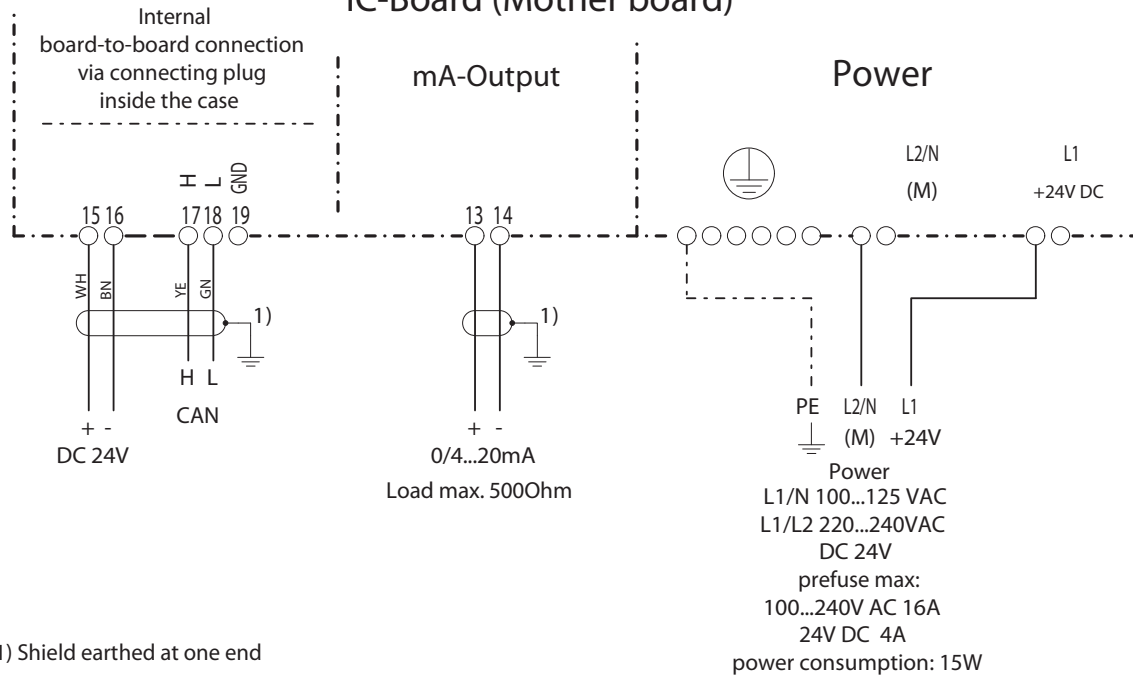 IC-Board (Mother board)
Internal
board-to-board connection
via connecting plug
inside the case
mA-Output
Power
H L GND
15 16 17 18 19
13 14
L2/N
(M)
L1
+24V DC
WH BN YE GN
1)
1)
H L
CAN
+ -
DC 24V
+ -
0/4...20mA
Load max. 500Ohm
PE L2/N L1
(M) +24V
Power
L1/N 100...125 VAC
L1/L2 220...240VAC
DC 24V
prefuse max:
100...240V AC 16A
24V DC 4A
power consumption: 15W
1) Shield earthed at one end